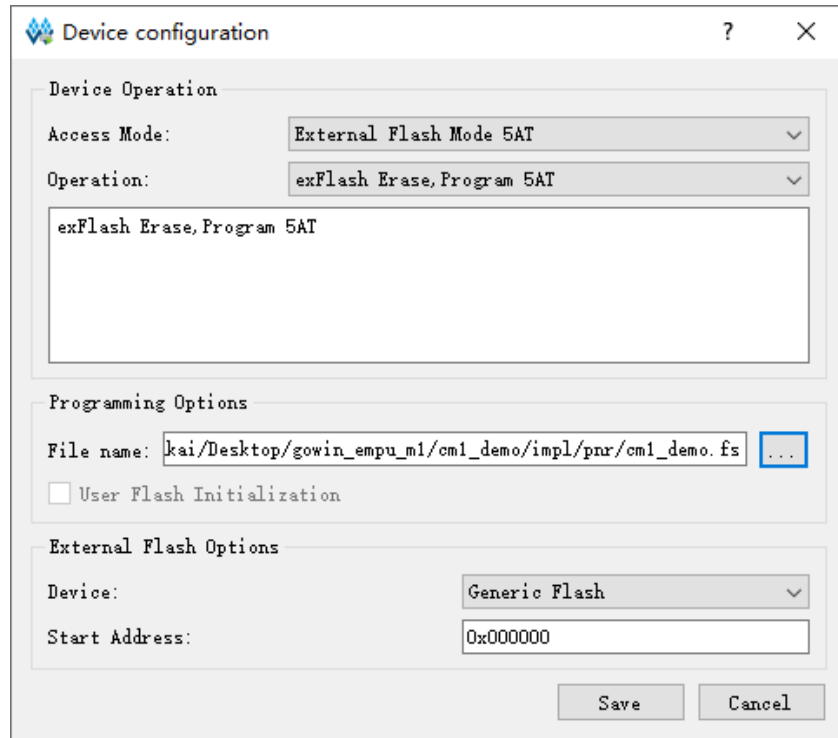 Device configuration
Device Operation
Access Mode: External Flash Mode 5AT
Operation: exFlash Erase,Program 5AT
exFlash Erase,Program 5AT
Programming Options
File name: kai/Desktop/gowin_empu_m1/cm1_demo/impl/pnr/cm1_demo.fs ...
User Flash Initialization
External Flash Options
Device: Generic Flash
Start Address: 0x000000
Save Cancel